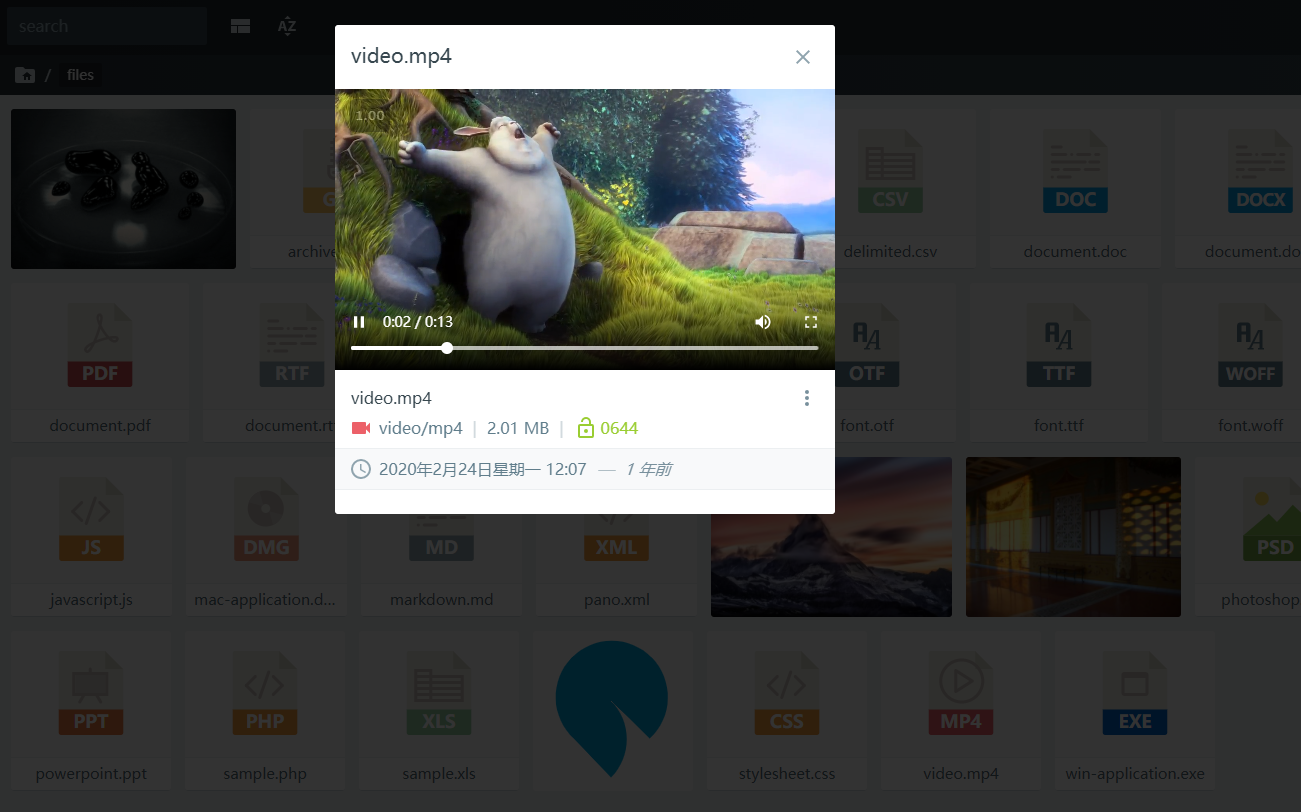 search
AZ
/ files
video.mp4
1.00
0:02 / 0:13
video.mp4
video/mp4 | 2.01 MB | 0644
2020年2月24日星期一 12:07 — 1 年前
G
archive
CSV
delimited.csv
DOC
document.doc
DOCX
document.do
PDF
document.pdf
RTF
document.rt
OTF
font.otf
TTF
font.ttf
WOFF
font.woff
JS
javascript.js
DMG
mac-application.d...
MD
markdown.md
XML
pano.xml
PSD
photoshop
PPT
powerpoint.ppt
PHP
sample.php
XLS
sample.xls
CSS
stylesheet.css
MP4
video.mp4
EXE
win-application.exe